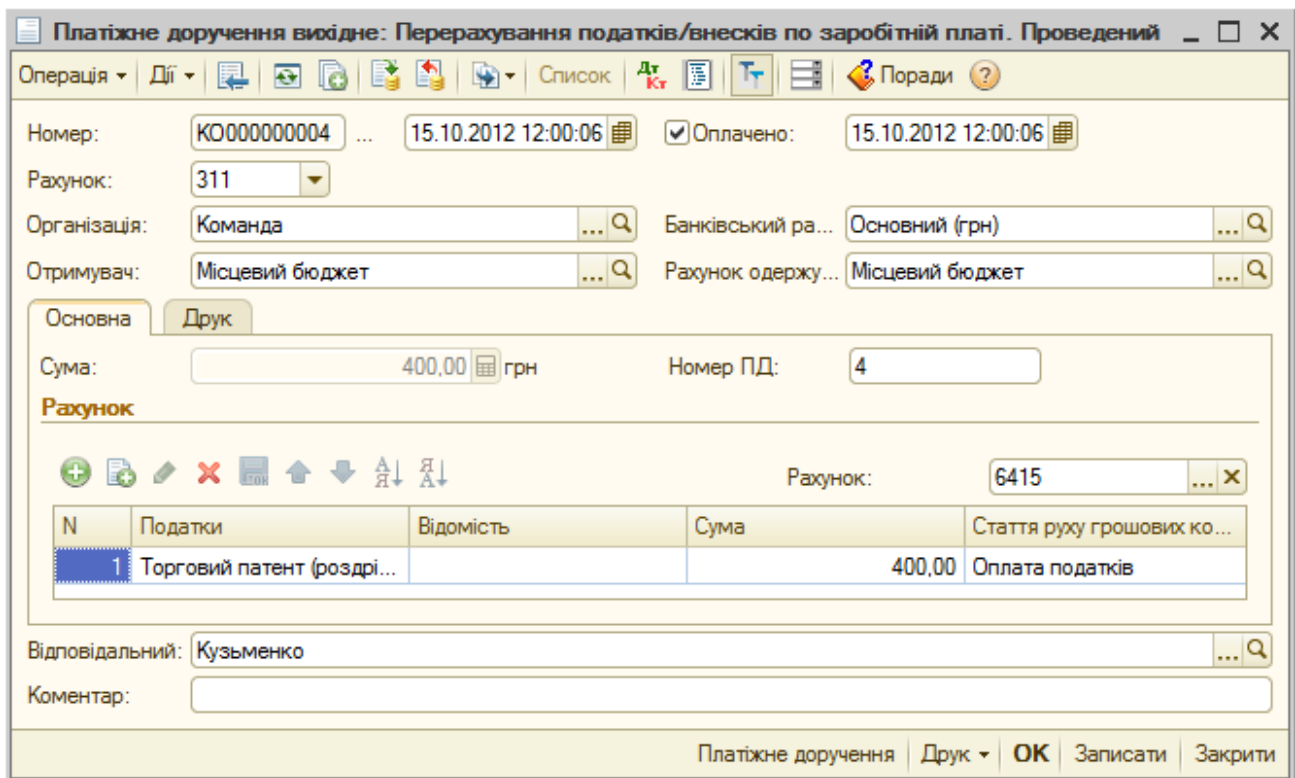 Платіжне доручення вихідне: Перерахування податків/внесків по заробітній платі. Проведений
Операція Дії Список Дт Кт Тт Поради ?
Номер: КО000000004 ... 15.10.2012 12:00:06 Оплачено: 15.10.2012 12:00:06
Рахунок: 311
Організація: Команда ... Банківський ра... Основний (грн) ...
Отримувач: Місцевий бюджет ... Рахунок одержу... Місцевий бюджет ...
Основна Друк
Сума: 400,00 грн Номер ПД: 4
Рахунок
А Я Я А Рахунок: 6415 ...
N Податки Відомість Сума Стаття руху грошових ко...
1 Торговий патент (роздрі... 400,00 Оплата податків
Відповідальний: Кузьменко ...
Коментар:
Платіжне доручення Друк OK Записати Закрити